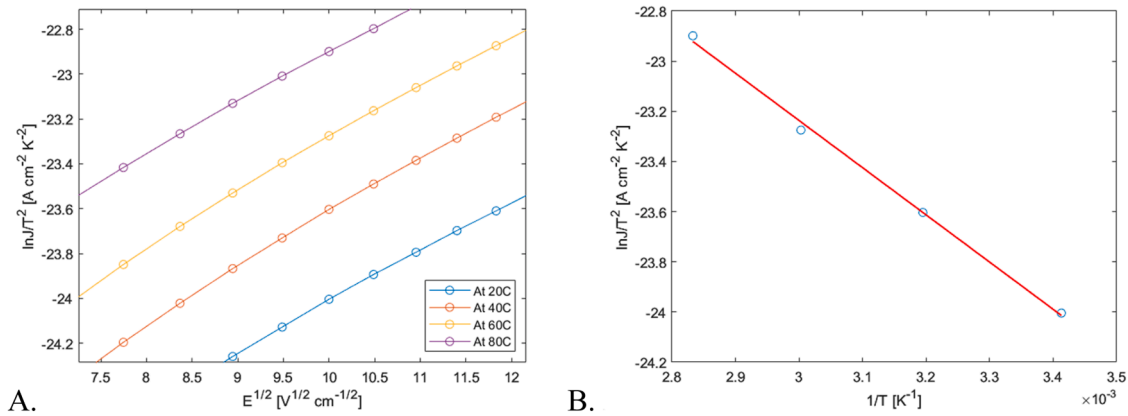 -22.8
-23
-23.2
-23.4
-23.6
-23.8
-24
-24.2
lnJ/T² [A cm⁻² K⁻²]
7.5 8 8.5 9 9.5 10 10.5 11 11.5 12
E^1/2 [V^1/2 cm^-1/2]
At 20C
At 40C
At 60C
At 80C
A.
-22.8
-23
-23.2
-23.4
-23.6
-23.8
-24
-24.2
lnJ/T² [A cm⁻² K⁻²]
2.8 2.9 3 3.1 3.2 3.3 3.4 3.5
×10⁻³
1/T [K⁻¹]
B.